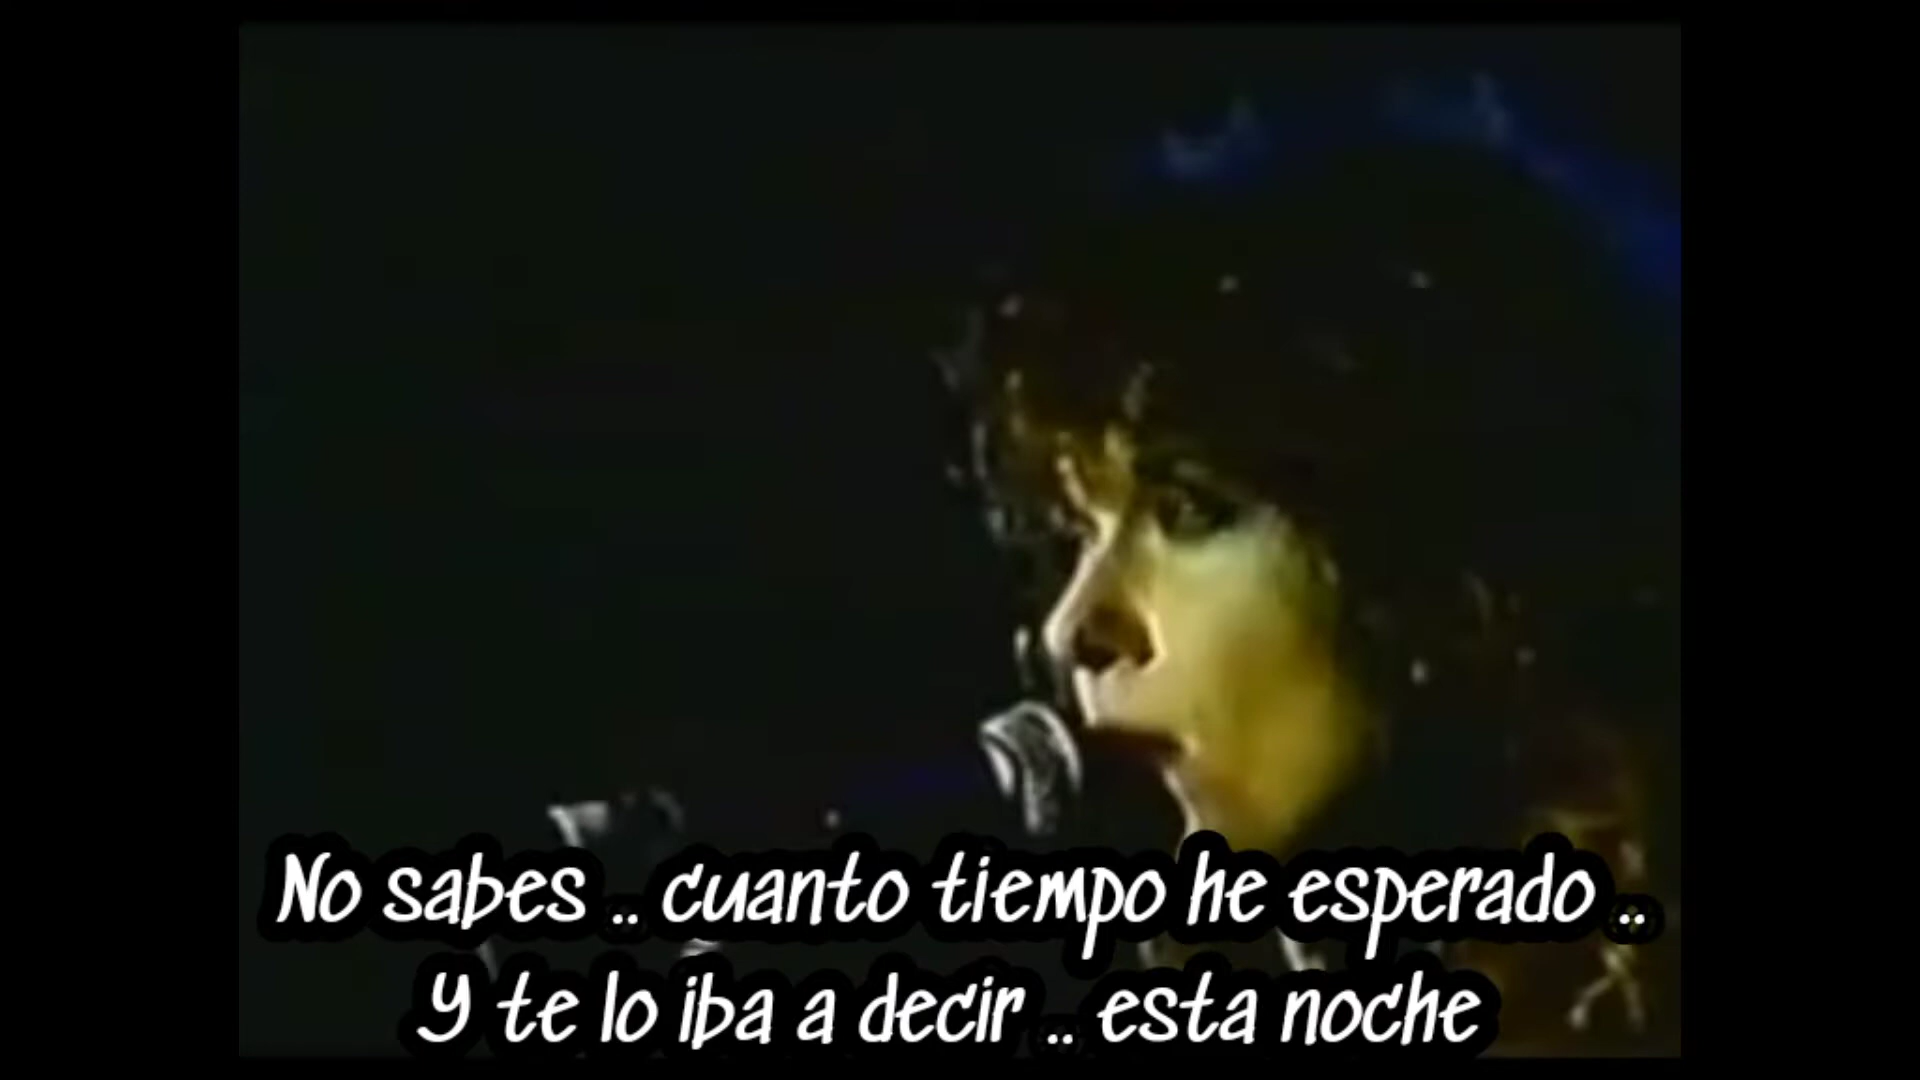 No sabes .. cuanto tiempo he esperado ..
Y te lo iba a decir .. esta noche